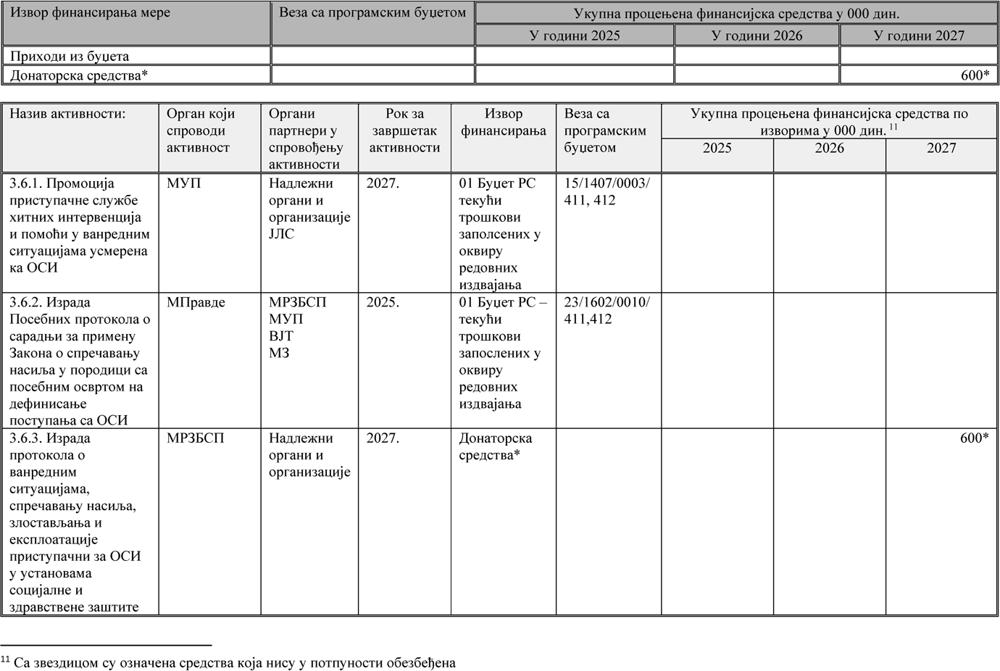 Извор финансирања мере
Веза са програмским буџетом
Укупна процењена финансијска средства у 000 дин.
У години 2025
У години 2026
У години 2027
Приходи из буџета
Донаторска средства*
600*
Назив активности:
Орган који
спроводи
активност
Органи
партнери у
спровођењу
активности
Рок за
завршетак
активности
Извор
финансирања
Веза са
програмским
буџетом
Укупна процењена финансијска средства по
изворима у 000 дин. 11
2025
2026
2027
3.6.1. Промоција
приступачне службе
хитних интервенција
и помоћи у ванредним
ситуацијама усмерена
ка ОСИ
МУП
Надлежни
органи и
организације
ЈЛС
2027.
01 Буџет РС
текући
трошкови
заполсених у
оквиру
редовних
издвајања
15/1407/0003/
411, 412
3.6.2. Израда
Посебних протокола о
сарадњи за примену
Закона о спречавању
насиља у породици са
посебним освртом на
дефинисање
поступања са ОСИ
МПравде
МРЗБСП
МУП
ВЈТ
МЗ
2025.
01 Буџет РС –
текући
трошкови
запослених у
оквиру
редовних
издвајања
23/1602/0010/
411,412
3.6.3. Израда
протокола о
ванредним
ситуацијама,
спречавању насиља,
злостављања и
експлоатације
приступачни за ОСИ
у установама
социјалне и
здравствене заштите
МРЗБСП
Надлежни
органи и
организације
2027.
Донаторска
средства*
600*
11 Са звездицом су означена средства која нису у потпуности обезбеђена